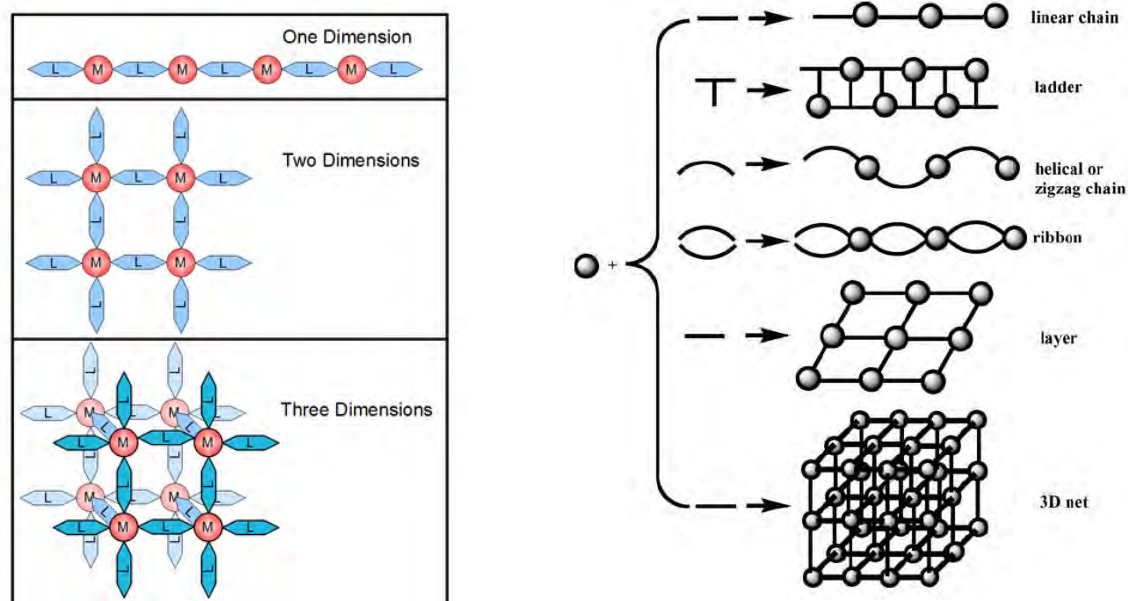 One Dimension
L M L M L M L M L
Two Dimensions
L L
L M L M L
L L
L M L M L
L L
Three Dimensions
L L
L L
L M M L
L
L M L M L
L L
L M M L
L
L M L M L
L L
L L
+
linear chain
ladder
helical or
zigzag chain
ribbon
layer
3D net